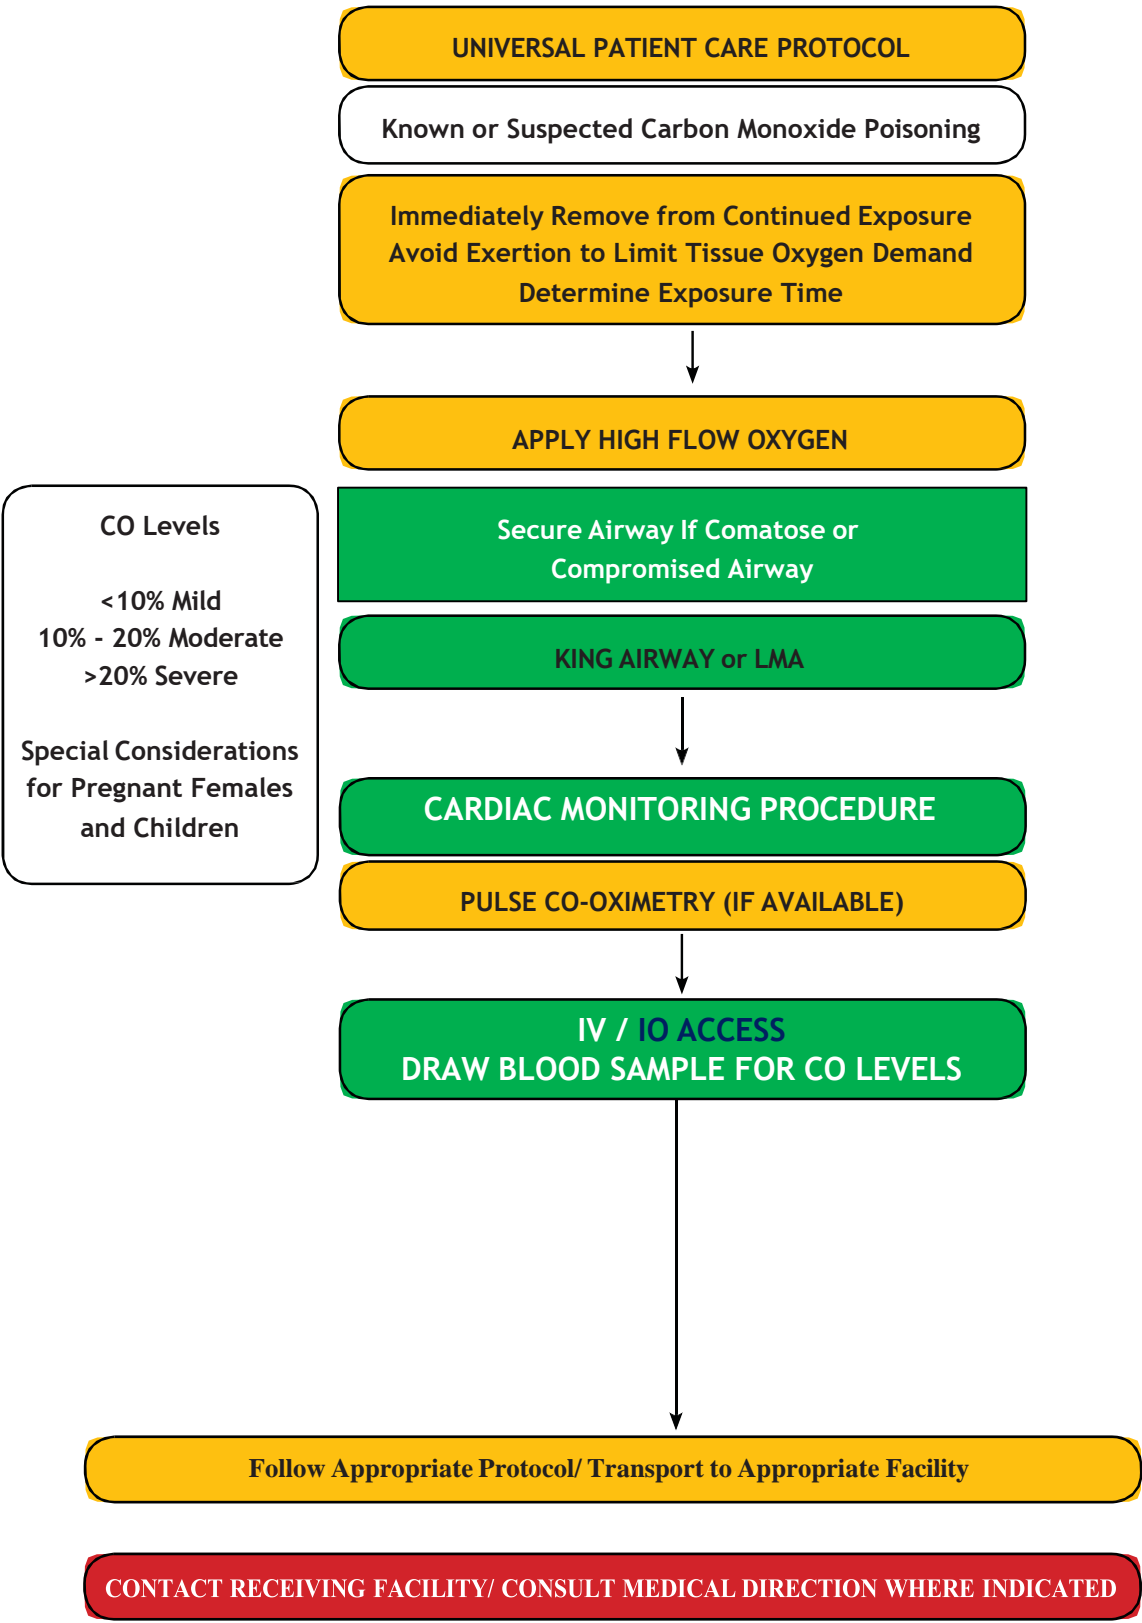 UNIVERSAL PATIENT CARE PROTOCOL
Known or Suspected Carbon Monoxide Poisoning
Immediately Remove from Continued Exposure
Avoid Exertion to Limit Tissue Oxygen Demand
Determine Exposure Time
APPLY HIGH FLOW OXYGEN
Secure Airway If Comatose or
Compromised Airway
KING AIRWAY or LMA
CO Levels
<10% Mild
10% - 20% Moderate
>20% Severe
Special Considerations
for Pregnant Females
and Children
CARDIAC MONITORING PROCEDURE
PULSE CO-OXIMETRY (IF AVAILABLE)
IV / IO ACCESS
DRAW BLOOD SAMPLE FOR CO LEVELS
Follow Appropriate Protocol/ Transport to Appropriate Facility
CONTACT RECEIVING FACILITY/ CONSULT MEDICAL DIRECTION WHERE INDICATED